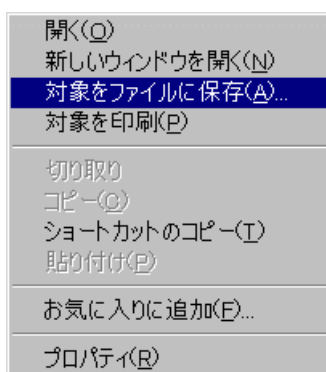 開く(O)
新しいウィンドウを開く(N)
対象をファイルに保存(A)...
対象を印刷(P)
切り取り
コピー(C)
ショートカットのコピー(T)
貼り付け(P)
お気に入りに追加(F)...
プロパティ(R)